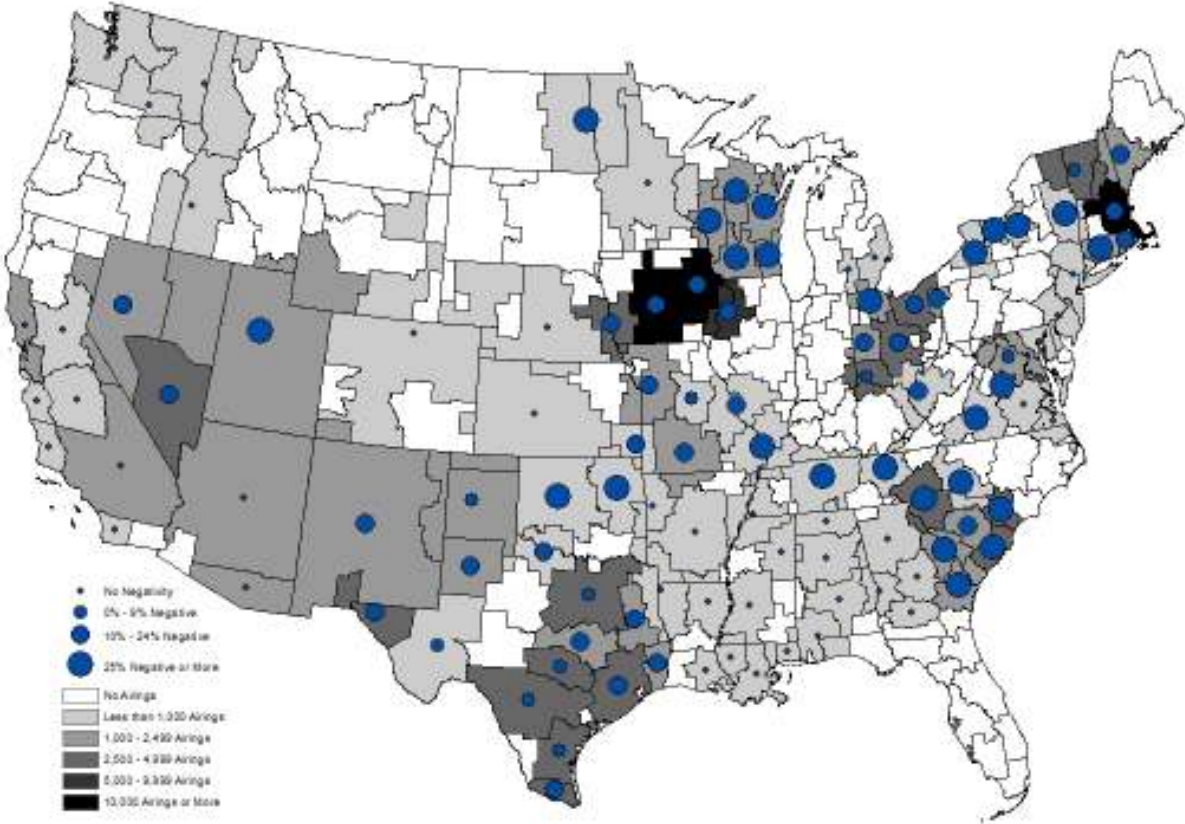 No Negativity
0% - 9% Negative
10% - 24% Negative
25% Negative or More
No Airings
Less than 1,000 Airings
1,000 - 2,499 Airings
2,500 - 4,999 Airings
5,000 - 9,999 Airings
10,000 Airings or More